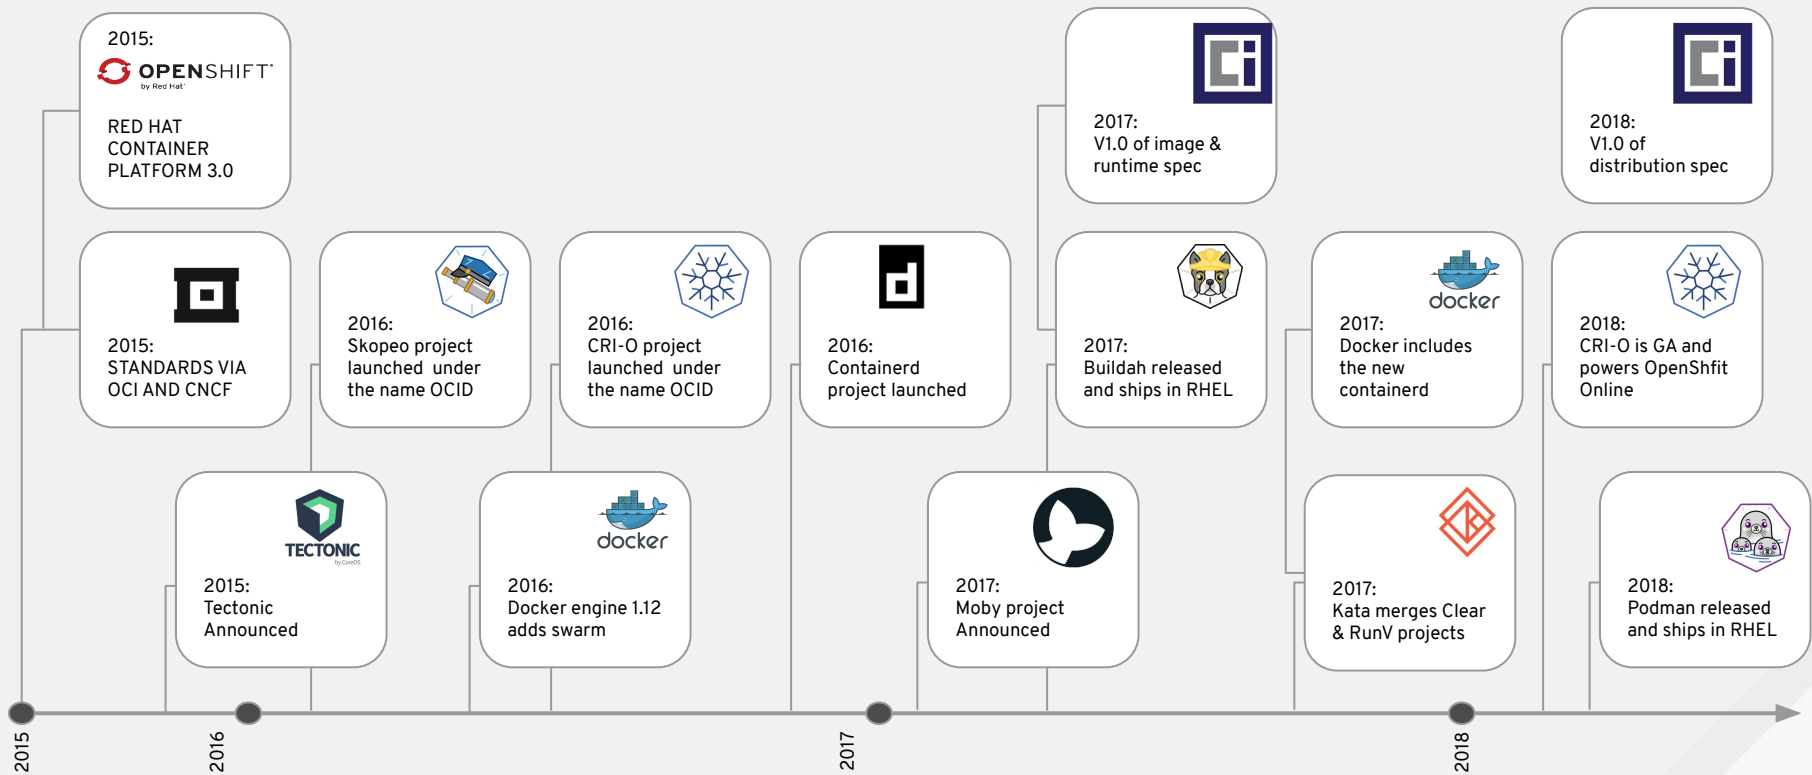 2015:
OPENSHIFT
by Red Hat
RED HAT
CONTAINER
PLATFORM 3.0
2017:
V1.0 of image &
runtime spec
2018:
V1.0 of
distribution spec
2015:
STANDARDS VIA
OCI AND CNCF
2016:
Skopeo project
launched under
the name OCID
2016:
CRI-O project
launched under
the name OCID
d
2016:
Containerd
project launched
2017:
Buildah released
and ships in RHEL
docker
2017:
Docker includes
the new
containerd
2018:
CRI-O is GA and
powers OpenShfit
Online
TECTONIC
by CoreOS
2015:
Tectonic
Announced
docker
2016:
Docker engine 1.12
adds swarm
2017:
Moby project
Announced
2017:
Kata merges Clear
& RunV projects
2018:
Podman released
and ships in RHEL
2015
2016
2017
2018